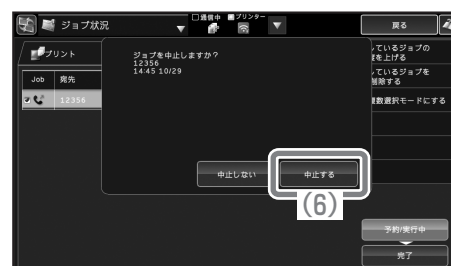 ジョブ状況
通信中
プリンター
戻る
プリント
Job 宛先
12356
ジョブを中止しますか?
12356
14:45 10/29
中止しない
中止する
(6)
ているジョブの
を上げる
ているジョブを
削除する
複数選択モードにする
予約/実行中
完了